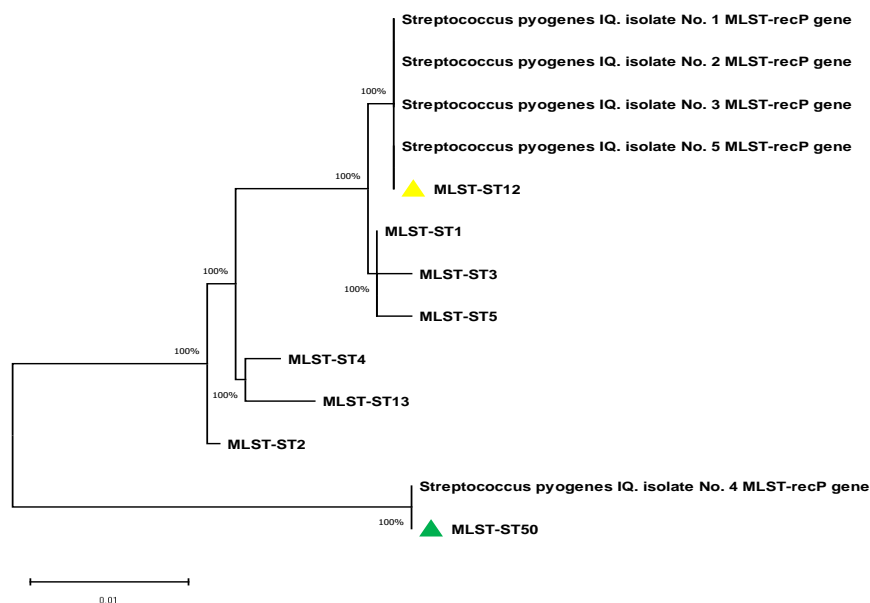 Streptococcus pyogenes IQ. isolate No. 1 MLST-recP gene
Streptococcus pyogenes IQ. isolate No. 2 MLST-recP gene
100%
Streptococcus pyogenes IQ. isolate No. 3 MLST-recP gene
Streptococcus pyogenes IQ. isolate No. 5 MLST-recP gene
100%
MLST-ST12
MLST-ST1
100%
MLST-ST3
100%
MLST-ST5
100%
MLST-ST4
100%
MLST-ST13
MLST-ST2
Streptococcus pyogenes IQ. isolate No. 4 MLST-recP gene
100%
MLST-ST50
0.01